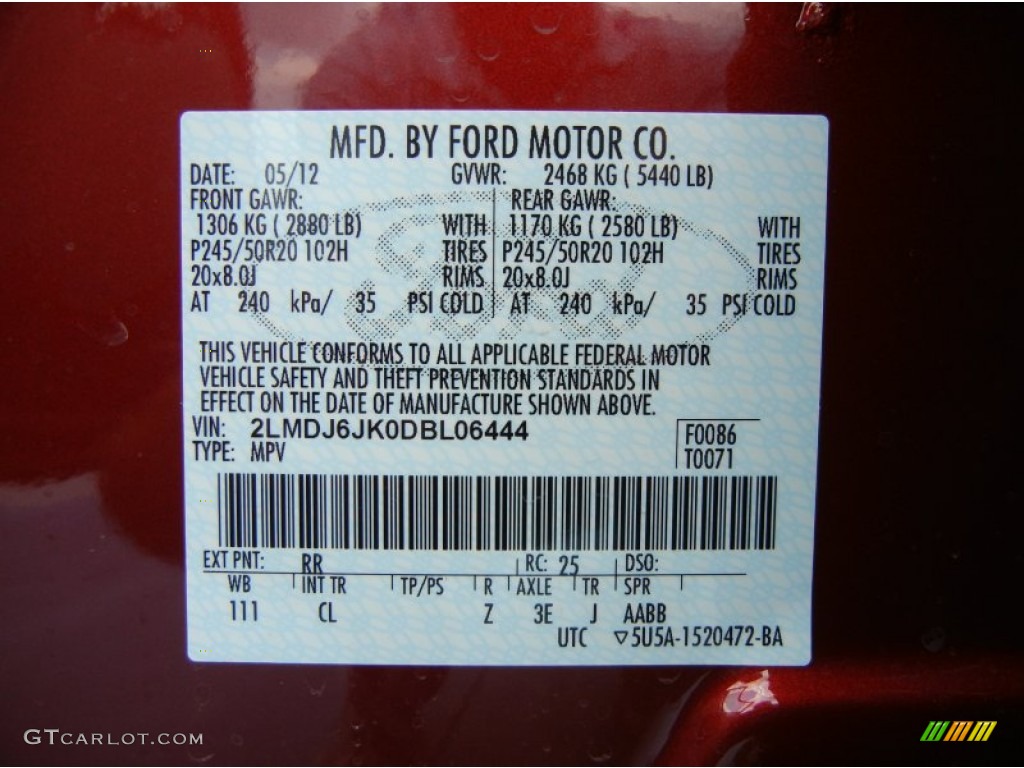 MFD. BY FORD MOTOR CO.
DATE: 05/12 GVWR: 2468 KG ( 5440 LB)
FRONT GAWR: REAR GAWR:
1306 KG ( 2880 LB) WITH 1170 KG ( 2580 LB) WITH
P245/50R20 102H TIRES P245/50R20 102H TIRES
20x8.0J RIMS 20x8.0J RIMS
AT 240 kPa/ 35 PSI COLD AT 240 kPa/ 35 PSI COLD
Ford
THIS VEHICLE CONFORMS TO ALL APPLICABLE FEDERAL MOTOR
VEHICLE SAFETY AND THEFT PREVENTION STANDARDS IN
EFFECT ON THE DATE OF MANUFACTURE SHOWN ABOVE.
VIN: 2LMDJ6JK0DBL06444 F0086
TYPE: MPV T0071
EXT PNT: RR RC: 25 DSO:
WB INT TR TP/PS R AXLE TR SPR
111 CL Z 3E J AABB
UTC ▽5U5A-1520472-BA
GTCARLOT.COM